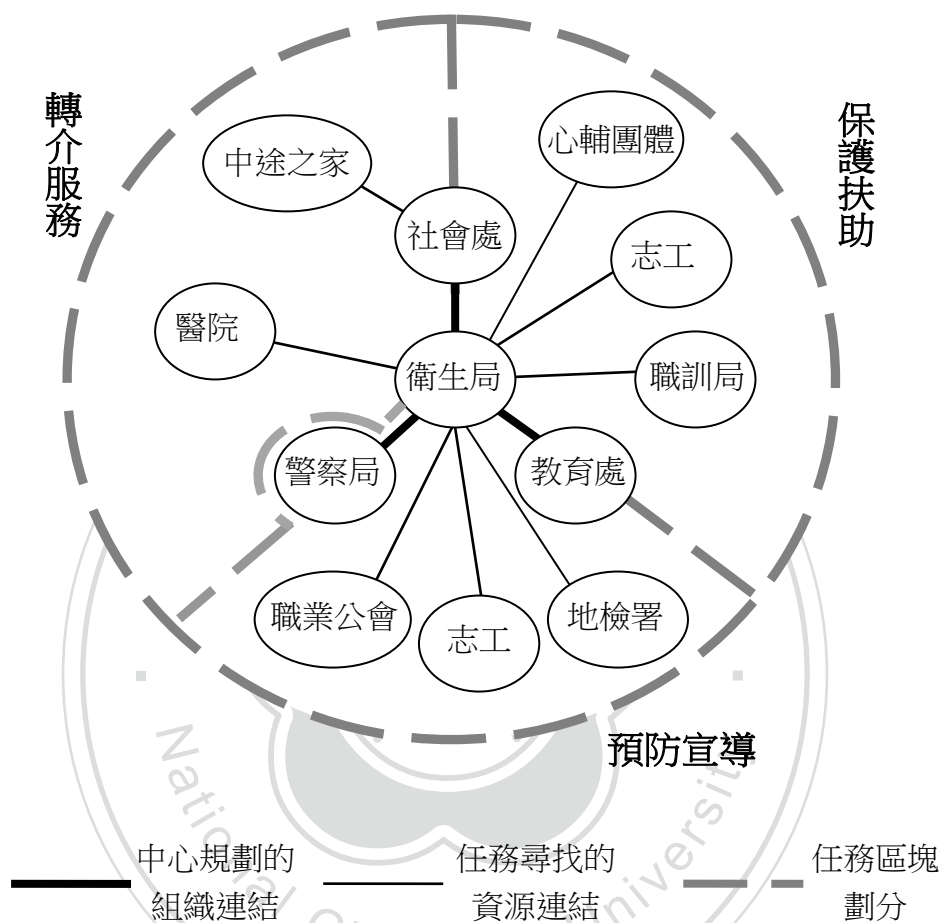 轉介服務
保護扶助
中途之家
心輔團體
社會處
志工
醫院
衛生局
職訓局
警察局
教育處
職業公會
志工
地檢署
預防宣導
中心規劃的
組織連結
任務尋找的
資源連結
任務區塊
劃分
National